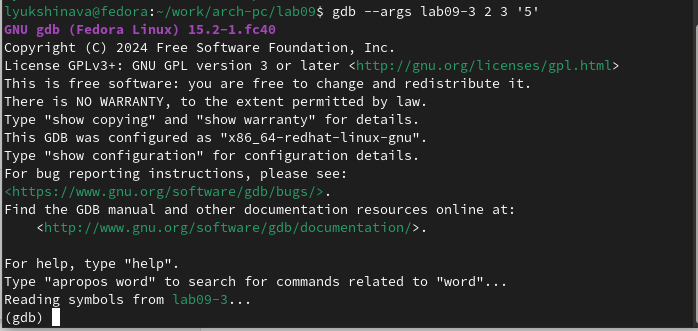 lyukshinava@fedora:~/work/arch-pc/lab09$ gdb --args lab09-3 2 3 '5'
GNU gdb (Fedora Linux) 15.2-1.fc40
Copyright (C) 2024 Free Software Foundation, Inc.
License GPLv3+: GNU GPL version 3 or later <http://gnu.org/licenses/gpl.html>
This is free software: you are free to change and redistribute it.
There is NO WARRANTY, to the extent permitted by law.
Type "show copying" and "show warranty" for details.
This GDB was configured as "x86_64-redhat-linux-gnu".
Type "show configuration" for configuration details.
For bug reporting instructions, please see:
<https://www.gnu.org/software/gdb/bugs/>.
Find the GDB manual and other documentation resources online at:
    <http://www.gnu.org/software/gdb/documentation/>.

For help, type "help".
Type "apropos word" to search for commands related to "word"...
Reading symbols from lab09-3...
(gdb)